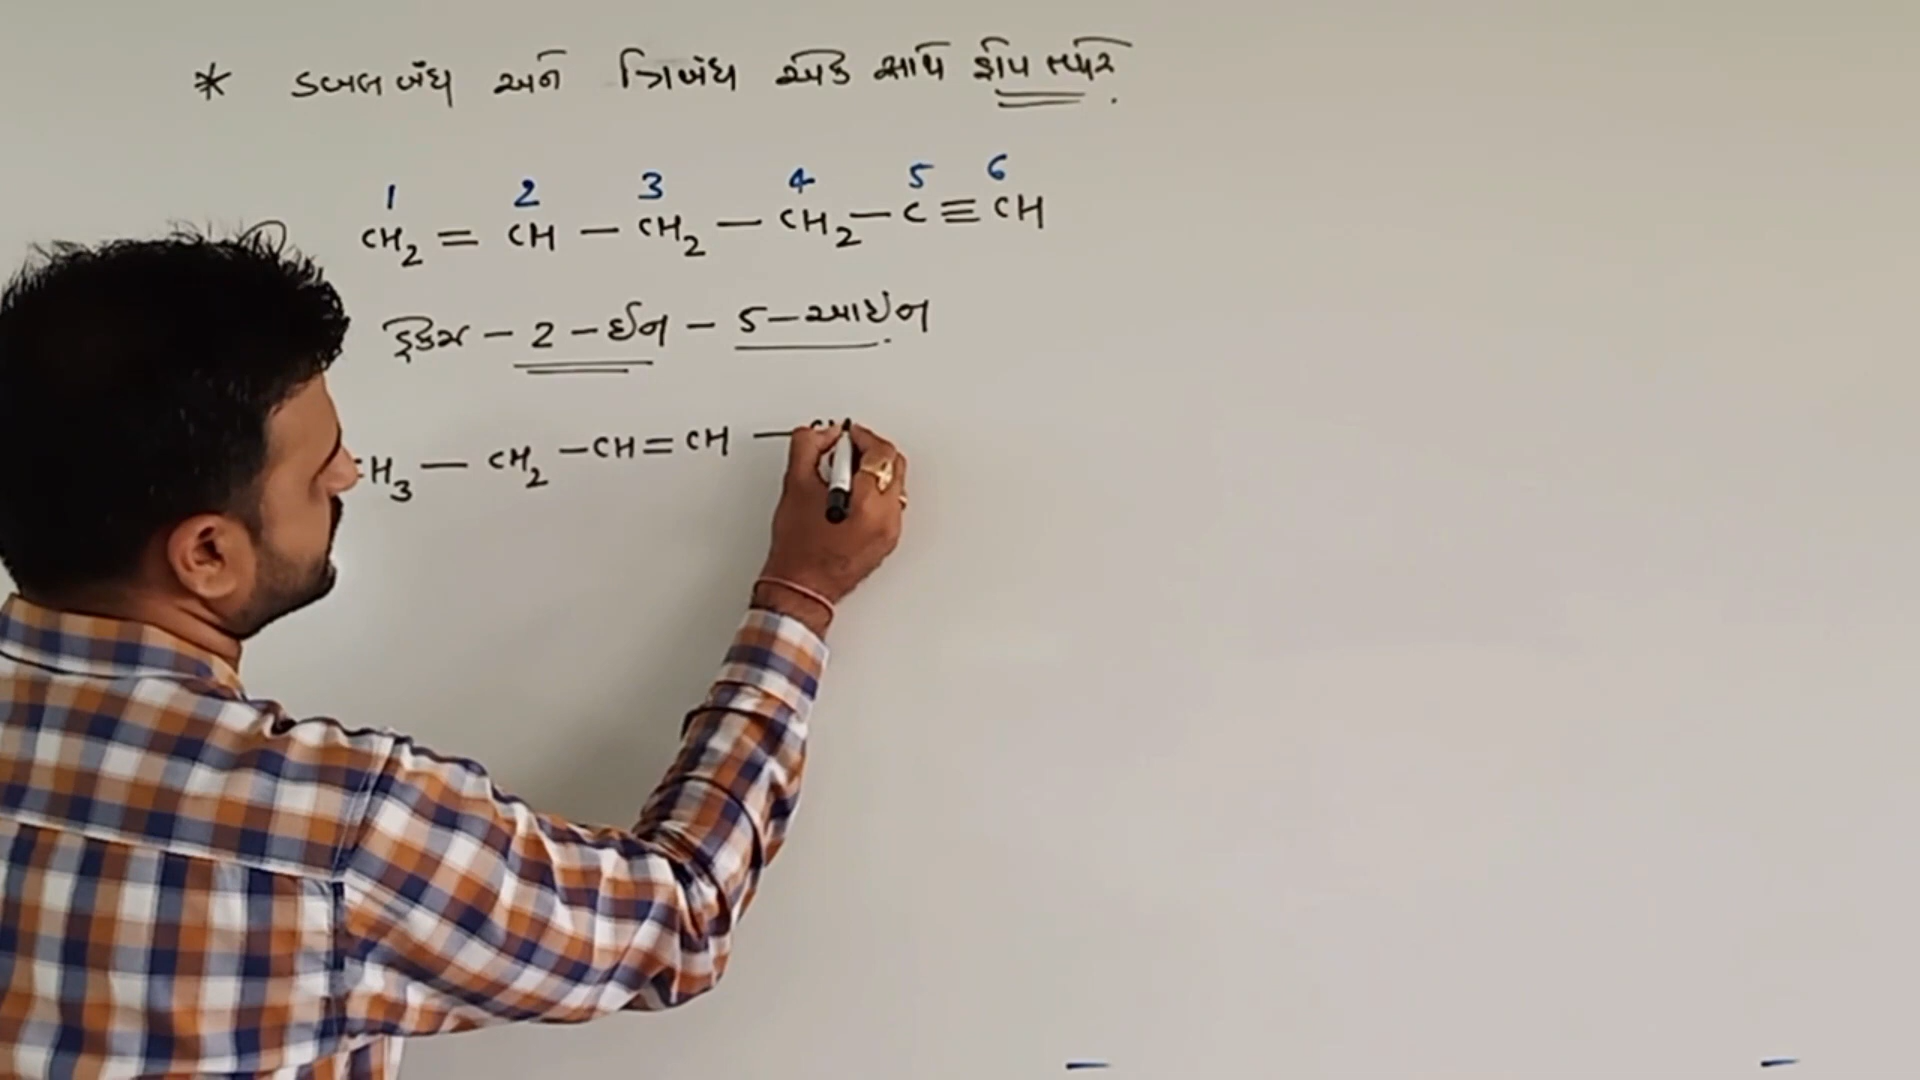 * ડબલ બંધ અને ત્રિબંધ એક સાથે હોય ત્યારે .
1 2 3 4 5 6
CH₂ = CH — CH₂ — CH₂ — C ≡ CH
હેક્ઝ — 2 — ઈન — 5 — આઈન .
CH₃ — CH₂ — CH = CH —